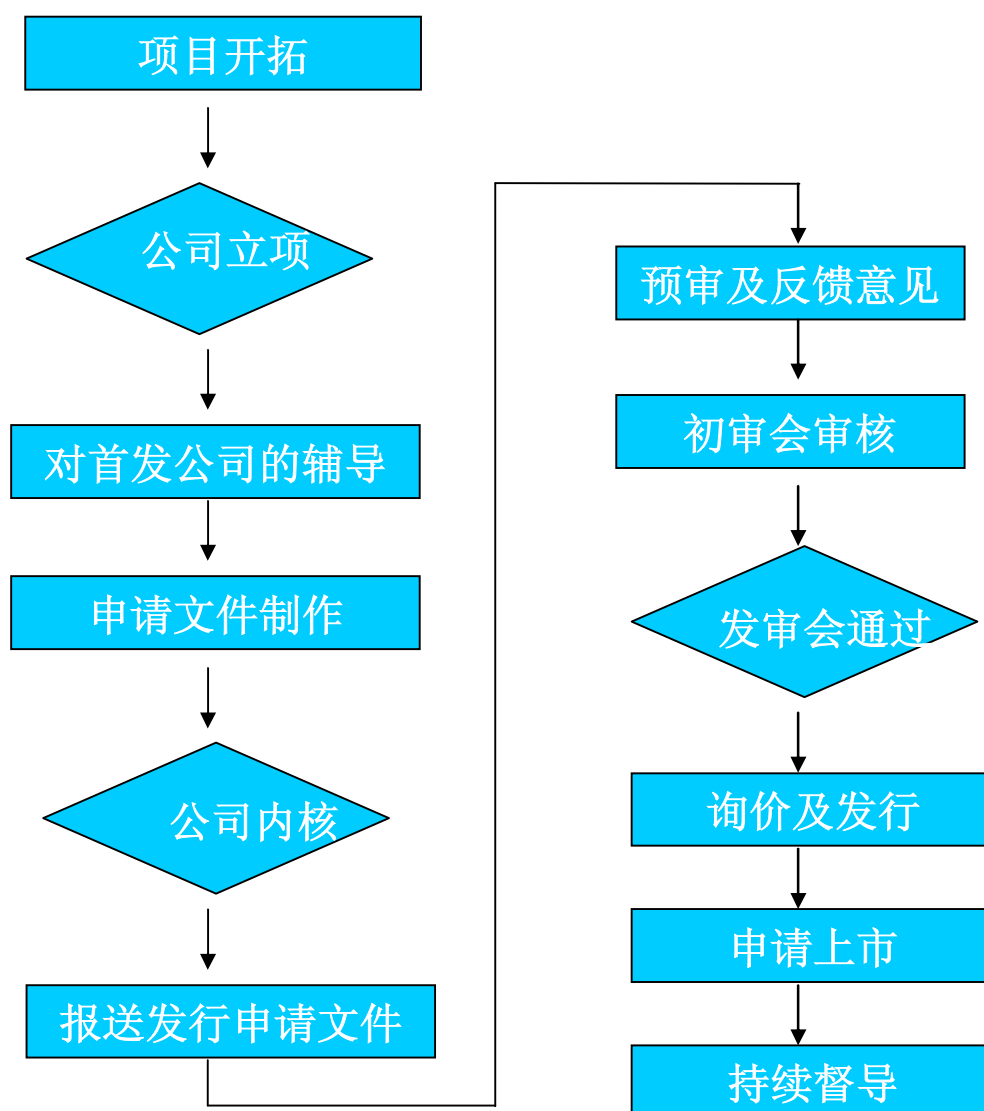 项目开拓
公司立项
对首发公司的辅导
申请文件制作
公司内核
报送发行申请文件
预审及反馈意见
初审会审核
发审会通过
询价及发行
申请上市
持续督导